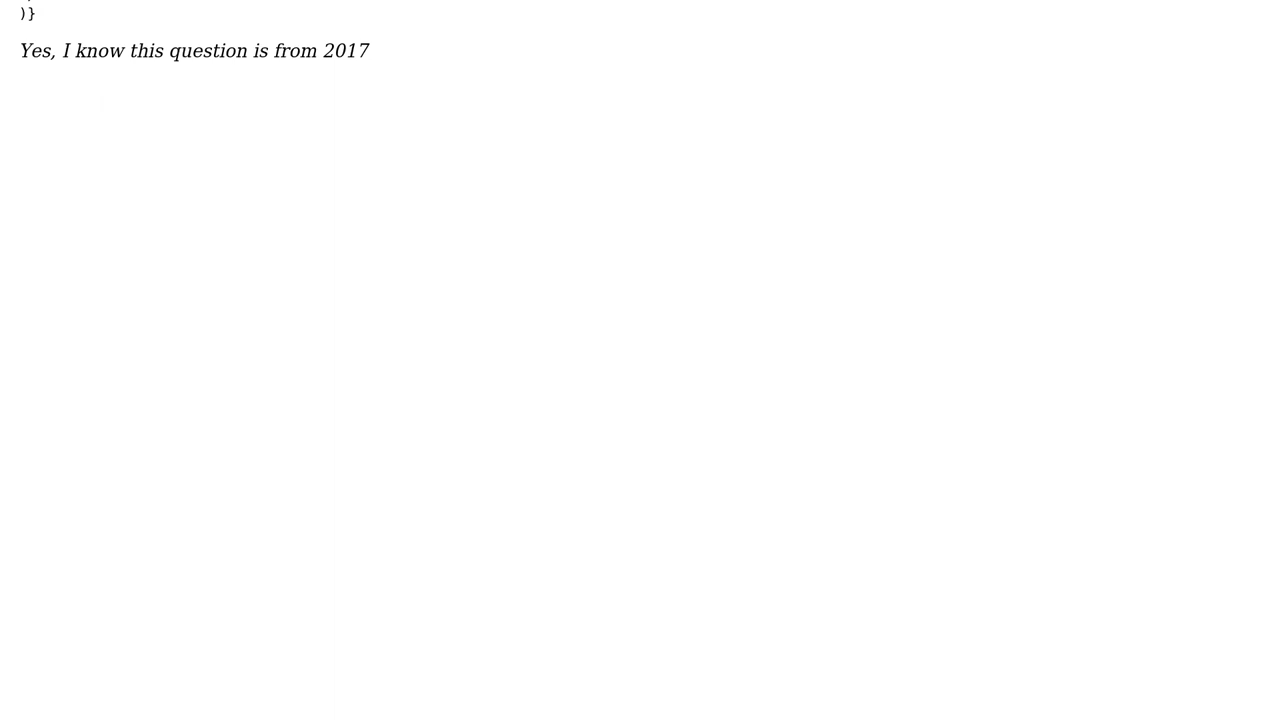 )}
Yes, I know this question is from 2017